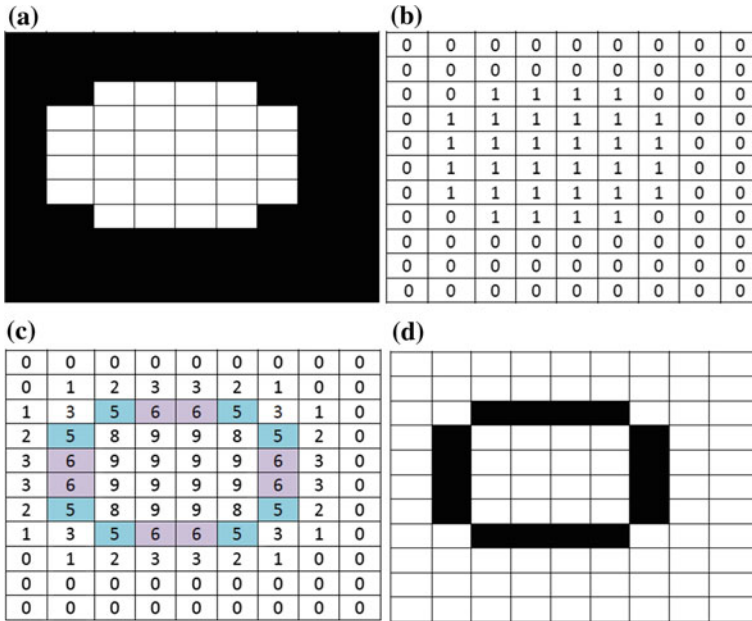 (a)
(b)
0 0 0 0 0 0 0 0 0
0 0 0 0 0 0 0 0 0
0 0 1 1 1 1 0 0 0
0 1 1 1 1 1 1 0 0
0 1 1 1 1 1 1 0 0
0 1 1 1 1 1 1 0 0
0 1 1 1 1 1 1 0 0
0 0 1 1 1 1 0 0 0
0 0 0 0 0 0 0 0 0
0 0 0 0 0 0 0 0 0
0 0 0 0 0 0 0 0 0
(c)
0 0 0 0 0 0 0 0 0
0 1 2 3 3 2 1 0 0
1 3 5 6 6 5 3 1 0
2 5 8 9 9 8 5 2 0
3 6 9 9 9 9 6 3 0
3 6 9 9 9 9 6 3 0
2 5 8 9 9 8 5 2 0
1 3 5 6 6 5 3 1 0
0 1 2 3 3 2 1 0 0
0 0 0 0 0 0 0 0 0
0 0 0 0 0 0 0 0 0
(d)